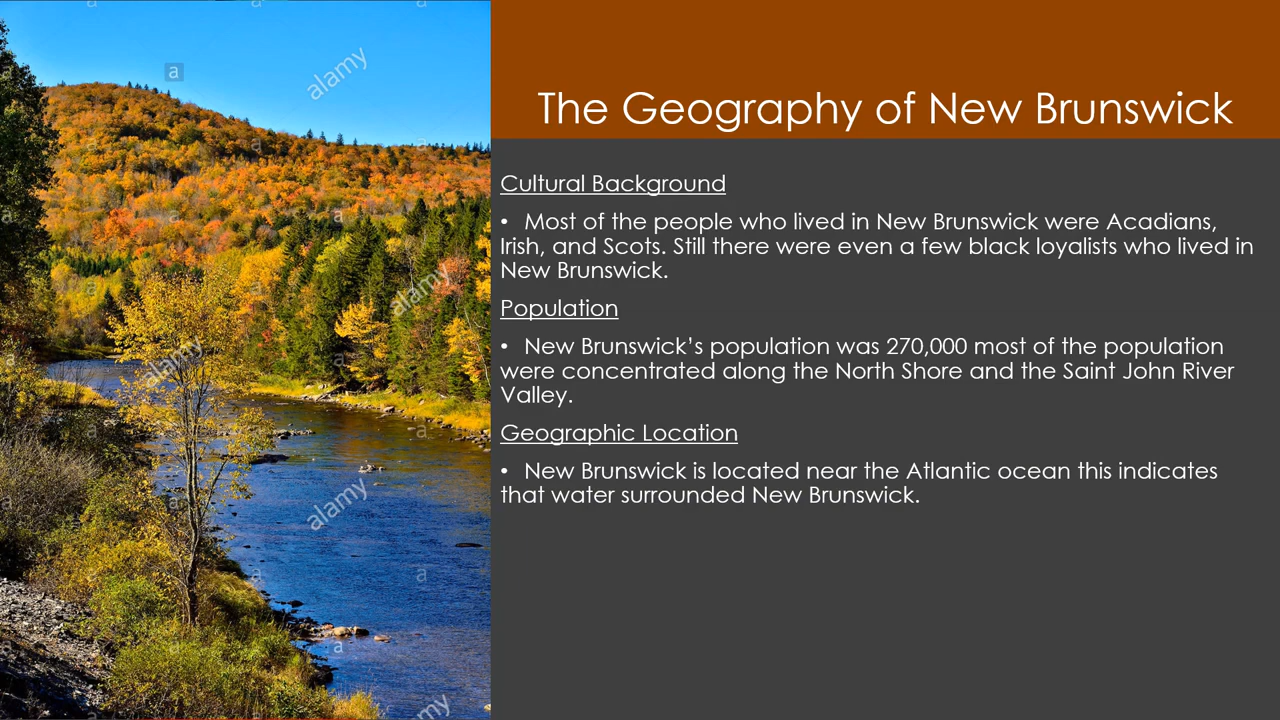 The Geography of New Brunswick
Cultural Background
• Most of the people who lived in New Brunswick were Acadians,
Irish, and Scots. Still there were even a few black loyalists who lived in
New Brunswick.
Population
• New Brunswick’s population was 270,000 most of the population
were concentrated along the North Shore and the Saint John River
Valley.
Geographic Location
• New Brunswick is located near the Atlantic ocean this indicates
that water surrounded New Brunswick.
a
alamy
alamy
alamy
alamy
alamy